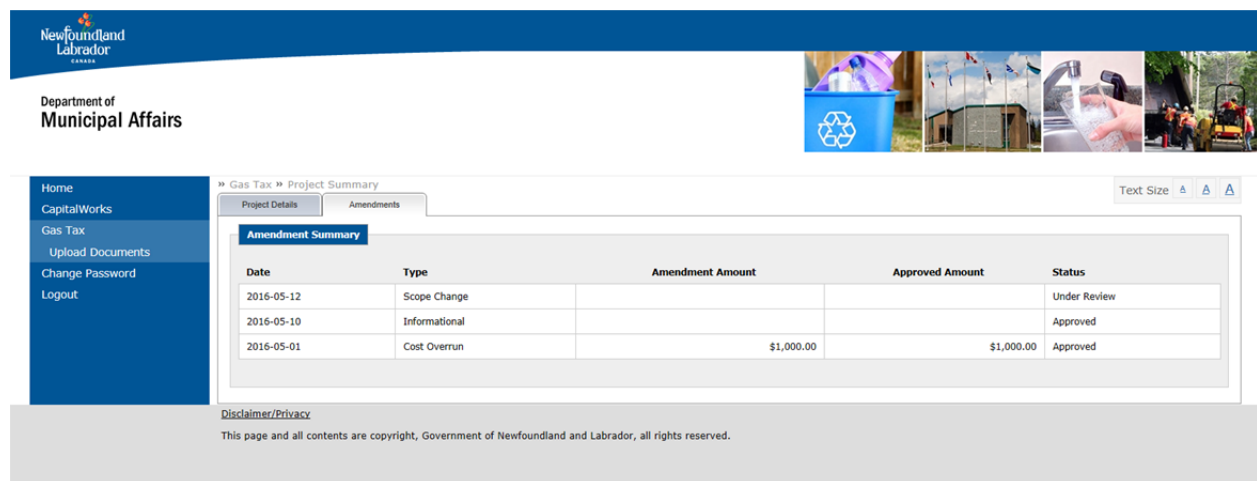 Newfoundland
Labrador
CANADA
Department of
Municipal Affairs
Home
CapitalWorks
Gas Tax
Upload Documents
Change Password
Logout
» Gas Tax » Project Summary
Text Size A A A
Project Details Amendments
Amendment Summary
Date Type Amendment Amount Approved Amount Status
2016-05-12 Scope Change Under Review
2016-05-10 Informational Approved
2016-05-01 Cost Overrun $1,000.00 $1,000.00 Approved
Disclaimer/Privacy
This page and all contents are copyright, Government of Newfoundland and Labrador, all rights reserved.